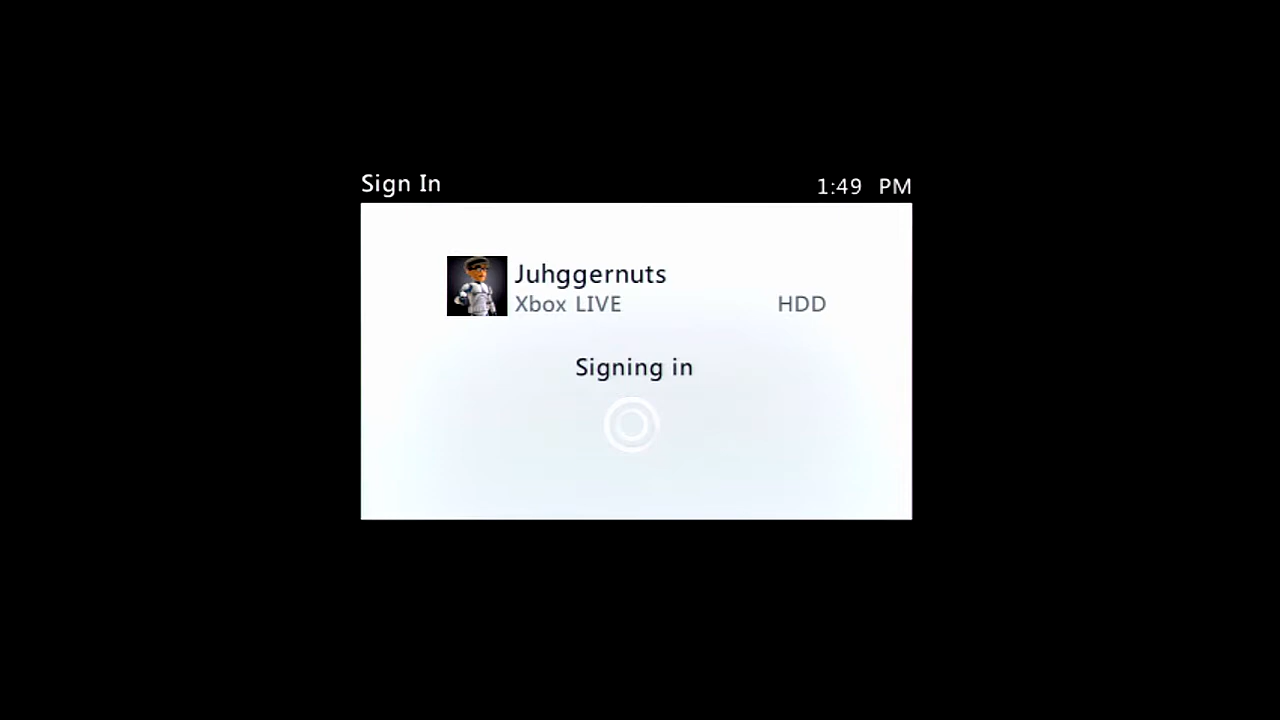 Sign In
1:49 PM
Juhggernuts
Xbox LIVE
HDD
Signing in